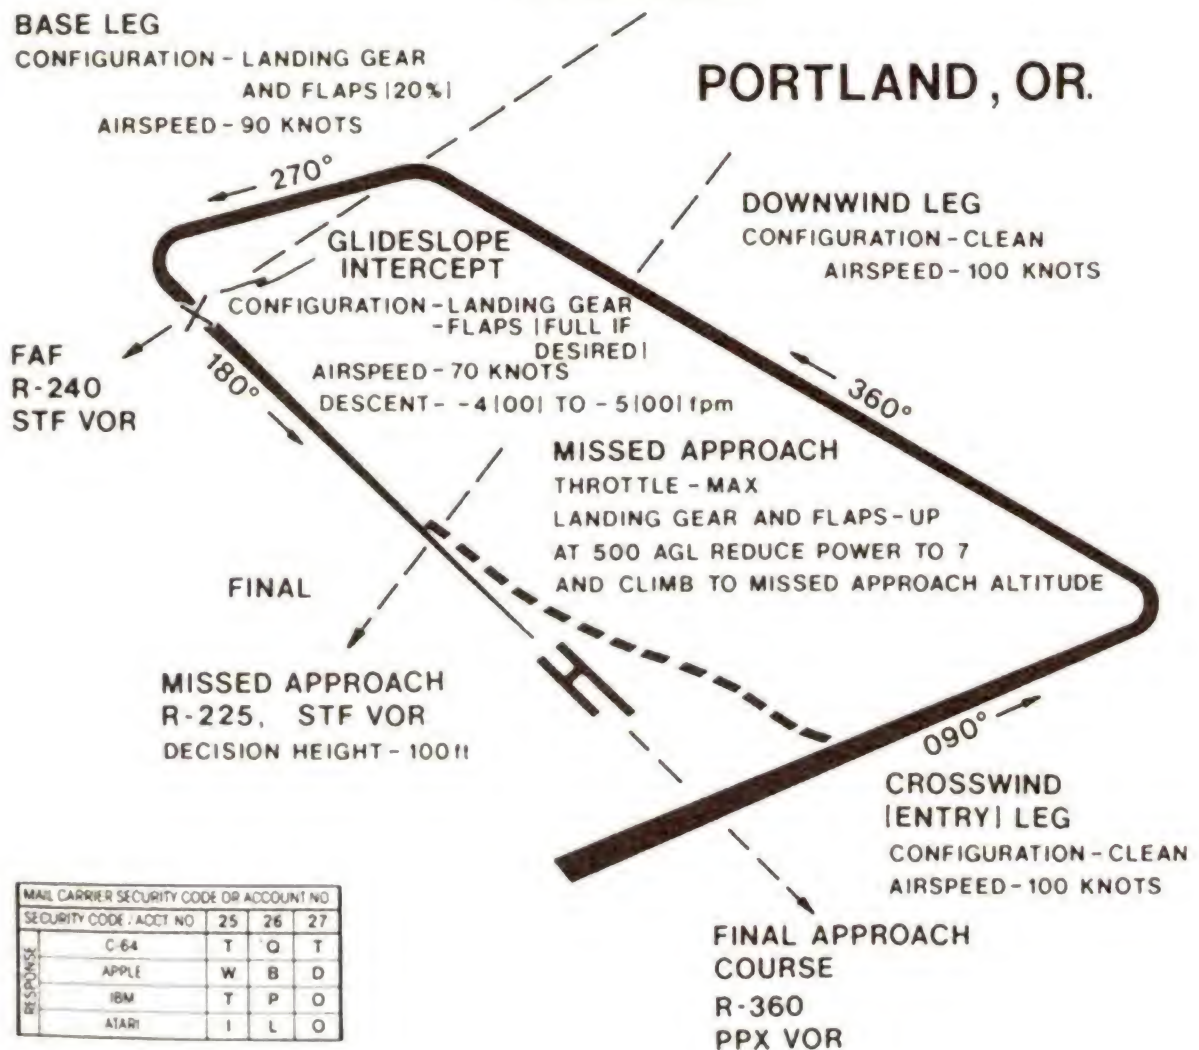 BASE LEG
CONFIGURATION - LANDING GEAR
AND FLAPS |20%|
AIRSPEED - 90 KNOTS
PORTLAND, OR.
270°
DOWNWIND LEG
CONFIGURATION - CLEAN
AIRSPEED - 100 KNOTS
GLIDESLOPE
INTERCEPT
CONFIGURATION - LANDING GEAR
- FLAPS |FULL IF
DESIRED|
AIRSPEED - 70 KNOTS
DESCENT - -4|00| TO -5|00| fpm
FAF
R-240
STF VOR
180°
360°
MISSED APPROACH
THROTTLE - MAX
LANDING GEAR AND FLAPS - UP
AT 500 AGL REDUCE POWER TO 7
AND CLIMB TO MISSED APPROACH ALTITUDE
FINAL
MISSED APPROACH
R-225, STF VOR
DECISION HEIGHT - 100 ft
090°
CROSSWIND
|ENTRY| LEG
CONFIGURATION - CLEAN
AIRSPEED - 100 KNOTS
FINAL APPROACH
COURSE
R-360
PPX VOR
MAIL CARRIER SECURITY CODE OR ACCOUNT NO
SECURITY CODE / ACCT NO 25 26 27
RESPONSE
C-64 T Q T
APPLE W B D
IBM T P O
ATARI I L O